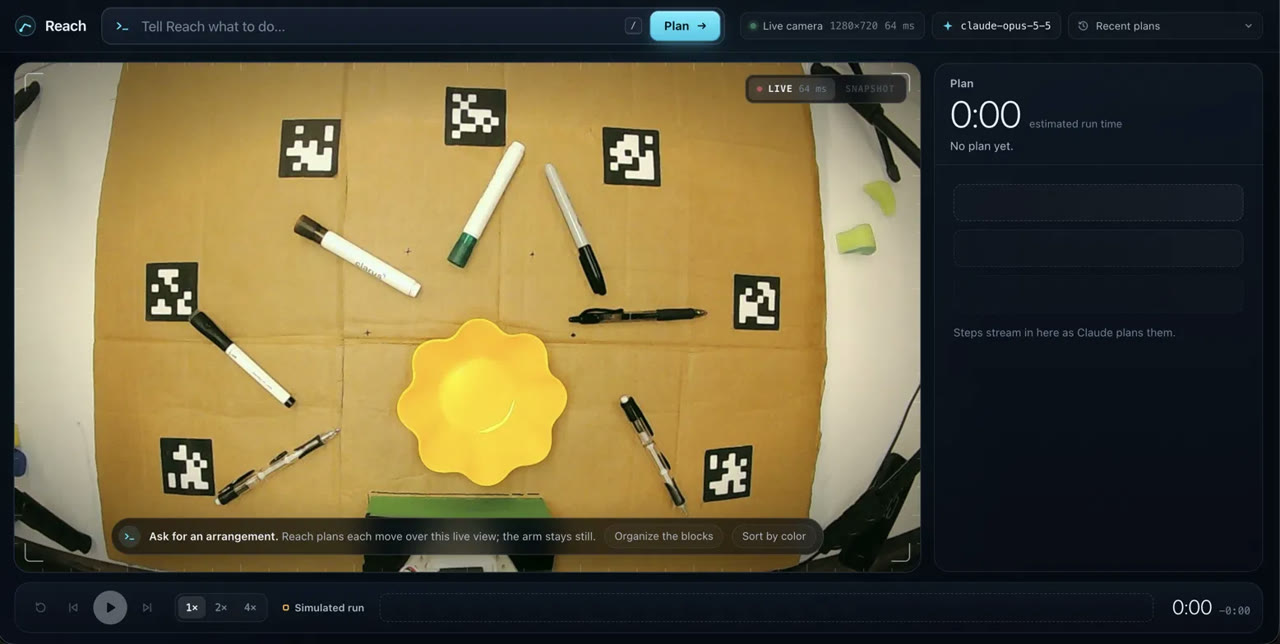 Reach
Tell Reach what to do...
/
Plan →
Live camera 1280×720 64 ms
claude-opus-5-5
Recent plans
LIVE 64 ms
SNAPSHOT
Plan
0:00 estimated run time
No plan yet.
Steps stream in here as Claude plans them.
Ask for an arrangement. Reach plans each move over this live view; the arm stays still.
Organize the blocks
Sort by color
1×
2×
4×
Simulated run
0:00 −0:00